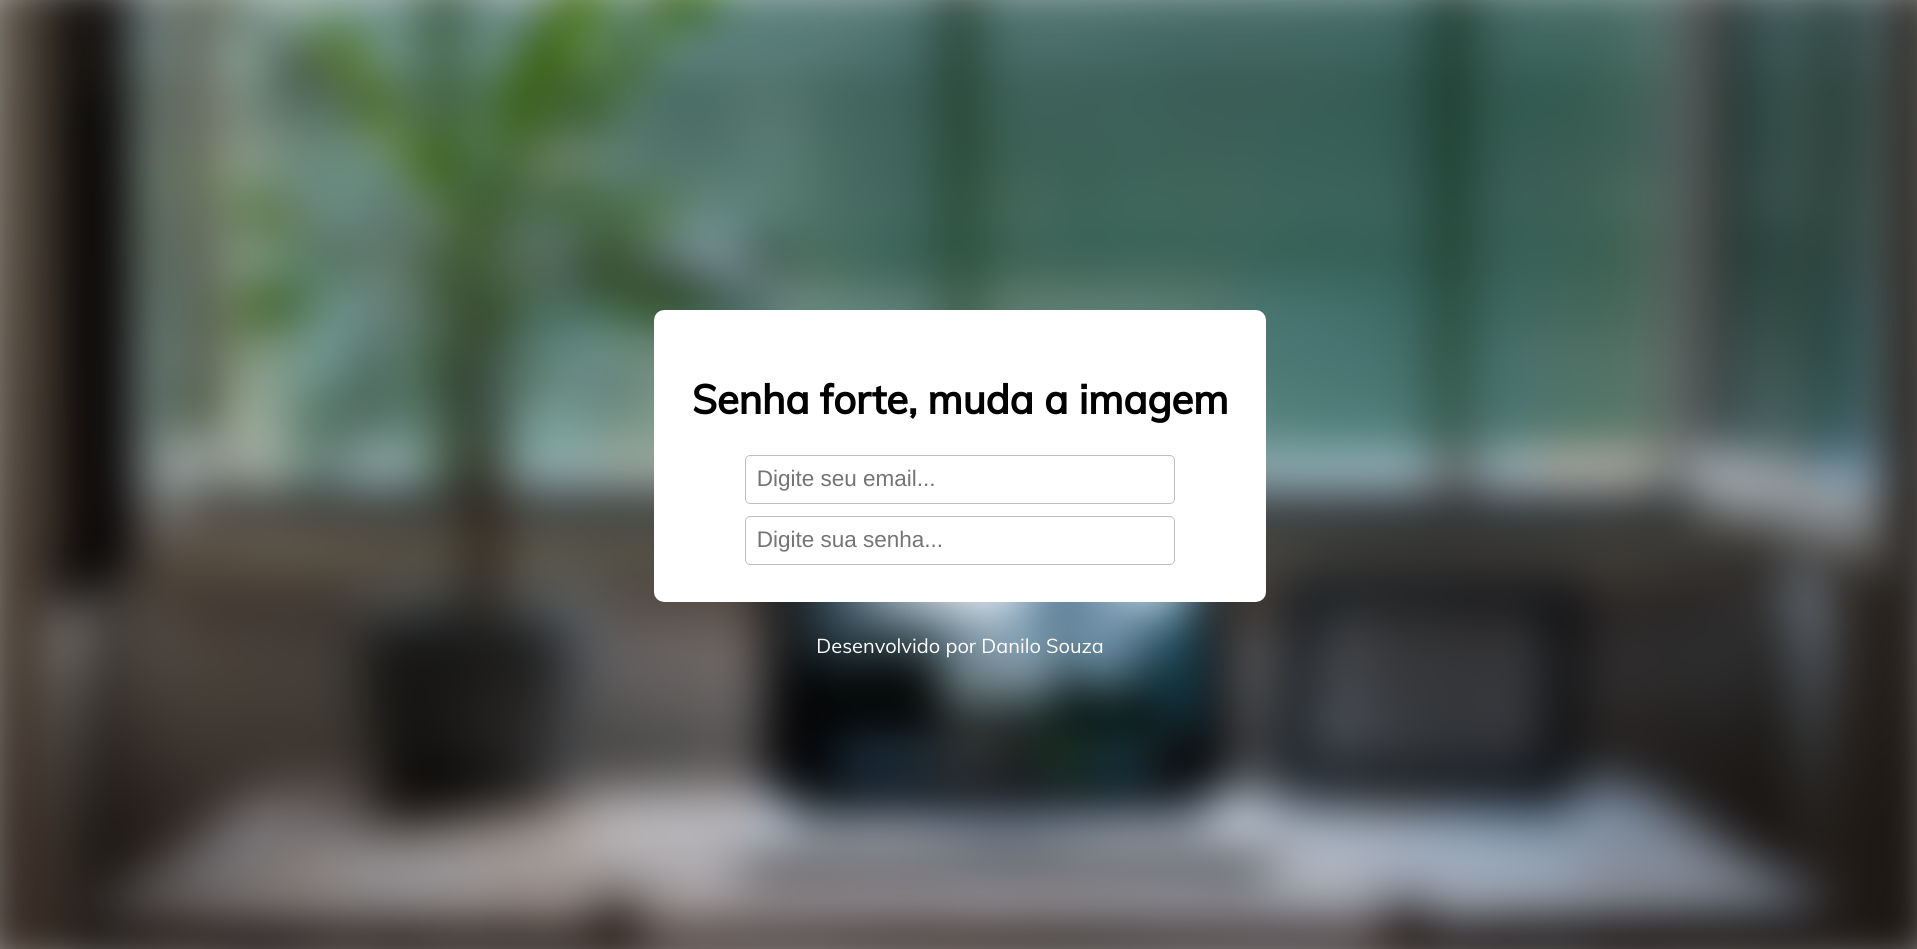 Senha forte, muda a imagem
Digite seu email...
Digite sua senha...
Desenvolvido por Danilo Souza